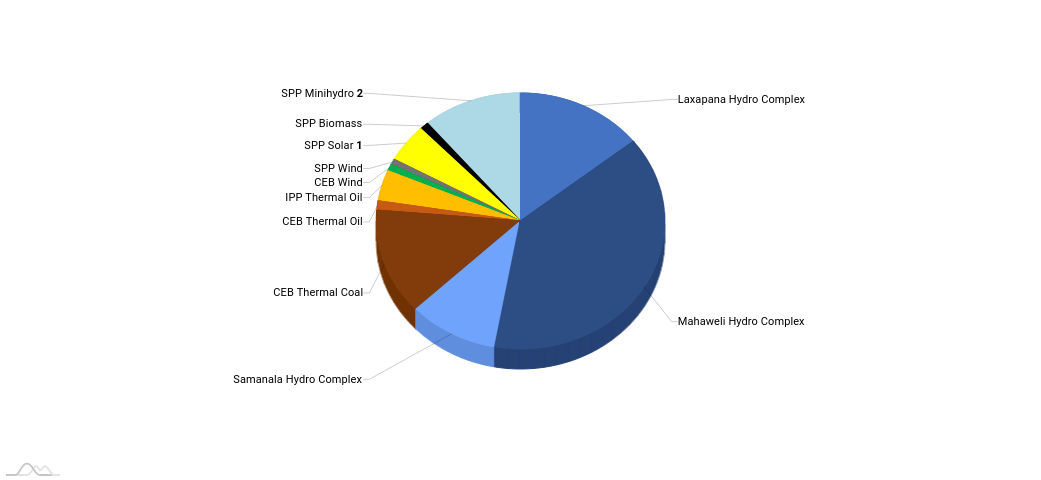 SPP Minihydro 2
Laxapana Hydro Complex
SPP Biomass
SPP Solar 1
SPP Wind
CEB Wind
IPP Thermal Oil
CEB Thermal Oil
CEB Thermal Coal
Mahaweli Hydro Complex
Samanala Hydro Complex